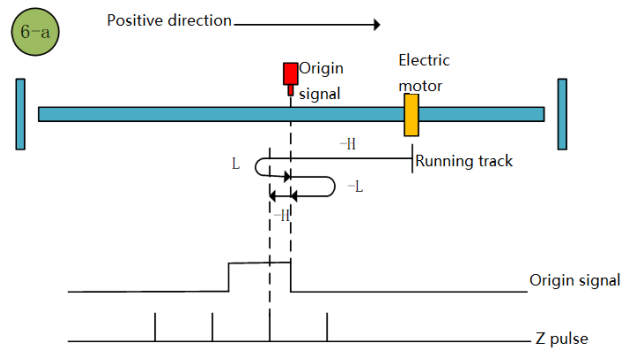 6-a
Positive direction
Origin
signal
Electric
motor
-H
Running track
L
-L
-H
Origin signal
Z pulse